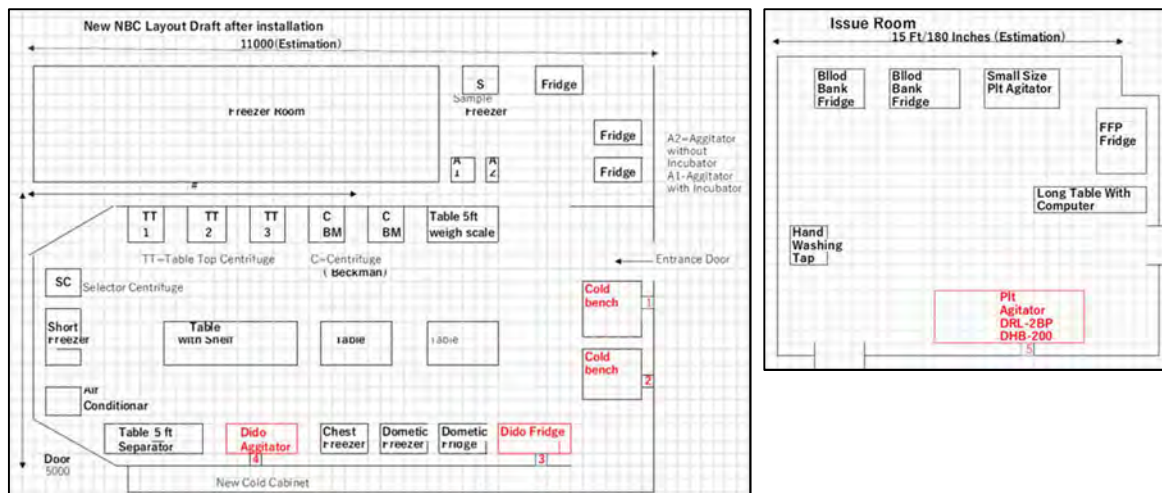 New NBC Layout Draft after installation
11000(Estimation)
Freezer Room
S
Sample
Freezer
Fridge
Fridge
Fridge
A
1
A
2
A2=Aggitator
without
Incubator
A1-Aggitator
with Incubator
#
TT
1
TT
2
TT
3
C
BM
C
BM
Table 5ft
weigh scale
TT=Table Top Centrifuge
C=Centrifuge
( Beckman)
Entrance Door
SC
Selector Centrifuge
Cold
bench
1
Short
Freezer
Table
with Shelf
Table
Table
Cold
bench
2
Air
Conditionar
Table 5 ft
Separator
Dido
Aggitator
4
Chest
Freezer
Dometic
Freezer
Dometic
Fridge
Dido Fridge
3
Door
5000
New Cold Cabinet
Issue Room
15 Ft/180 Inches (Estimation)
Bllod
Bank
Fridge
Bllod
Bank
Fridge
Small Size
Plt Agitator
FFP
Fridge
Long Table With
Computer
Hand
Washing
Tap
Plt
Agitator
DRL-2BP
DHB-200
5